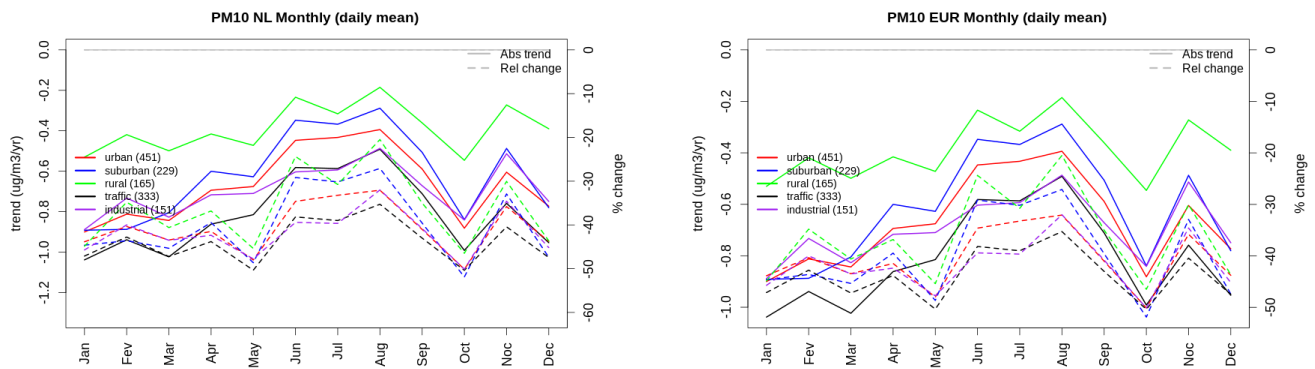 PM10 NL Monthly (daily mean)
trend (ug/m3/yr)
0.0
-0.2
-0.4
-0.6
-0.8
-1.0
-1.2
Abs trend
Rel change
urban (451)
suburban (229)
rural (165)
traffic (333)
industrial (151)
0
-10
-20
-30
-40
-50
-60
% change
Jan
Fev
Mar
Apr
May
Jun
Jul
Aug
Sep
Oct
Noc
Dec
PM10 EUR Monthly (daily mean)
trend (ug/m3/yr)
0.0
-0.2
-0.4
-0.6
-0.8
-1.0
Abs trend
Rel change
urban (451)
suburban (229)
rural (165)
traffic (333)
industrial (151)
0
-10
-20
-30
-40
-50
% change
Jan
Fev
Mar
Apr
May
Jun
Jul
Aug
Sep
Oct
Noc
Dec